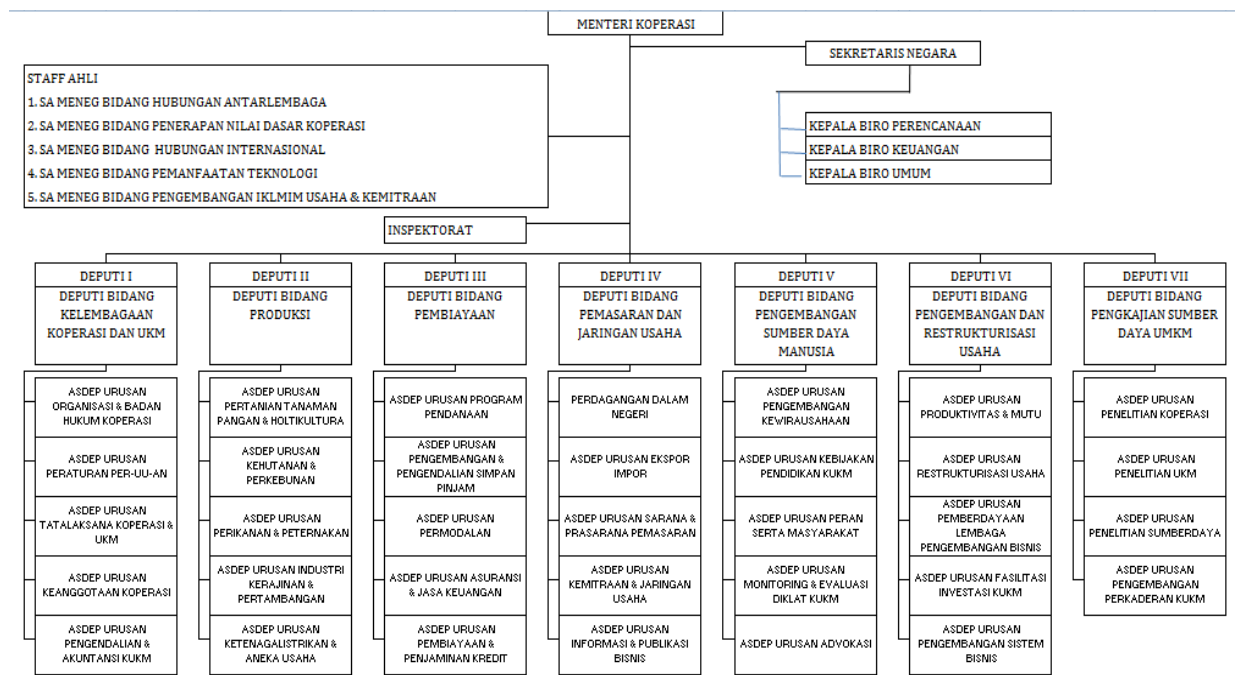 MENTERI KOPERASI
SEKRETARIS NEGARA
STAFF AHLI
1. SA MENEG BIDANG HUBUNGAN ANTARLEMBAGA
2. SA MENEG BIDANG PENERAPAN NILAI DASAR KOPERASI
3. SA MENEG BIDANG HUBUNGAN INTERNASIONAL
4. SA MENEG BIDANG PEMANFAATAN TEKNOLOGI
5. SA MENEG BIDANG PENGEMBANGAN IKLMIM USAHA & KEMITRAAN
KEPALA BIRO PERENCANAAN
KEPALA BIRO KEUANGAN
KEPALA BIRO UMUM
INSPEKTORAT
DEPUTI I
DEPUTI BIDANG
KELEMBAGAAN
KOPERASI DAN UKM
ASDEP URUSAN
ORGANISASI & BADAN
HUKUM KOPERASI
ASDEP URUSAN
PERATURAN PER-UU-AN
ASDEP URUSAN
TATALAKSANA KOPERASI &
UKM
ASDEP URUSAN
KEANGGOTAAN KOPERASI
ASDEP URUSAN
PENGENDALIAN &
AKUNTANSI KUKM
DEPUTI II
DEPUTI BIDANG
PRODUKSI
ASDEP URUSAN
PERTANIAN TANAMAN
PANGAN & HOLTIKULTURA
ASDEP URUSAN
KEHUTANAN &
PERKEBUNAN
ASDEP URUSAN
PERIKANAN & PETERNAKAN
ASDEP URUSAN INDUSTRI
KERAJINAN &
PERTAMBANGAN
ASDEP URUSAN
KETENAGALISTRIKAN &
ANEKA USAHA
DEPUTI III
DEPUTI BIDANG
PEMBIAYAAN
ASDEP URUSAN PROGRAM
PENDANAAN
ASDEP URUSAN
PENGEMBANGAN &
PENGENDALIAN SIMPAN
PINJAM
ASDEP URUSAN
PERMODALAN
ASDEP URUSAN ASURANSI
& JASA KEUANGAN
ASDEP URUSAN
PEMBIAYAAN &
PENJAMINAN KREDIT
DEPUTI IV
DEPUTI BIDANG
PEMASARAN DAN
JARINGAN USAHA
PERDAGANGAN DALAM
NEGERI
ASDEP URUSAN EKSPOR
IMPOR
ASDEP URUSAN SARANA &
PRASARANA PEMASARAN
ASDEP URUSAN
KEMITRAAN & JARINGAN
USAHA
ASDEP URUSAN
INFORMASI & PUBLIKASI
BISNIS
DEPUTI V
DEPUTI BIDANG
PENGEMBANGAN
SUMBER DAYA
MANUSIA
ASDEP URUSAN
PENGEMBANGAN
KEWIRAUSAHAAN
ASDEP URUSAN KEBIJAKAN
PENDIDIKAN KUKM
ASDEP URUSAN PERAN
SERTA MASYARAKAT
ASDEP URUSAN
MONITORING & EVALUASI
DIKLAT KUKM
ASDEP URUSAN ADVOKASI
DEPUTI VI
DEPUTI BIDANG
PENGEMBANGAN DAN
RESTRUKTURISASI
USAHA
ASDEP URUSAN
PRODUKTIVITAS & MUTU
ASDEP URUSAN
RESTRUKTURISASI USAHA
ASDEP URUSAN
PEMBERDAYAAN
LEMBAGA
PENGEMBANGAN BISNIS
ASDEP URUSAN FASILITASI
INVESTASI KUKM
ASDEP URUSAN
PENGEMBANGAN SISTEM
BISNIS
DEPUTI VII
DEPUTI BIDANG
PENGKAJIAN SUMBER
DAYA UMKM
ASDEP URUSAN
PENELITIAN KOPERASI
ASDEP URUSAN
PENELITIAN UKM
ASDEP URUSAN
PENELITIAN SUMBERDAYA
ASDEP URUSAN
PENGEMBANGAN
PERKADERAN KUKM